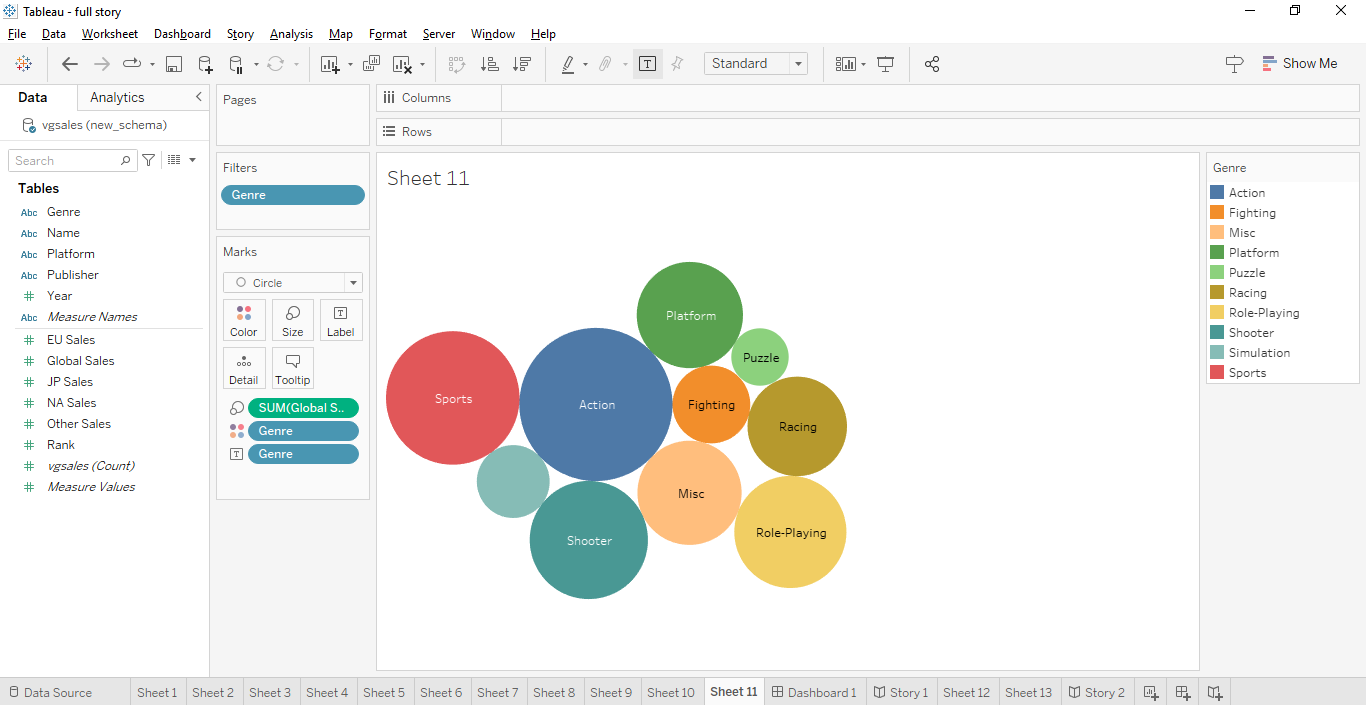 Tableau - full story
File Data Worksheet Dashboard Story Analysis Map Format Server Window Help
Standard
Show Me
Data Analytics
vgsales (new_schema)
Search
Tables
Abc Genre
Abc Name
Abc Platform
Abc Publisher
Year
Abc Measure Names
EU Sales
Global Sales
JP Sales
NA Sales
Other Sales
Rank
vgsales (Count)
Measure Values
Pages
Filters
Genre
Marks
Circle
Color Size Label
Detail Tooltip
SUM(Global S..
Genre
Genre
Columns
Rows
Sheet 11
Platform
Puzzle
Sports
Action
Fighting
Racing
Misc
Role-Playing
Shooter
Genre
Action
Fighting
Misc
Platform
Puzzle
Racing
Role-Playing
Shooter
Simulation
Sports
Data Source Sheet 1 Sheet 2 Sheet 3 Sheet 4 Sheet 5 Sheet 6 Sheet 7 Sheet 8 Sheet 9 Sheet 10 Sheet 11 Dashboard 1 Story 1 Sheet 12 Sheet 13 Story 2